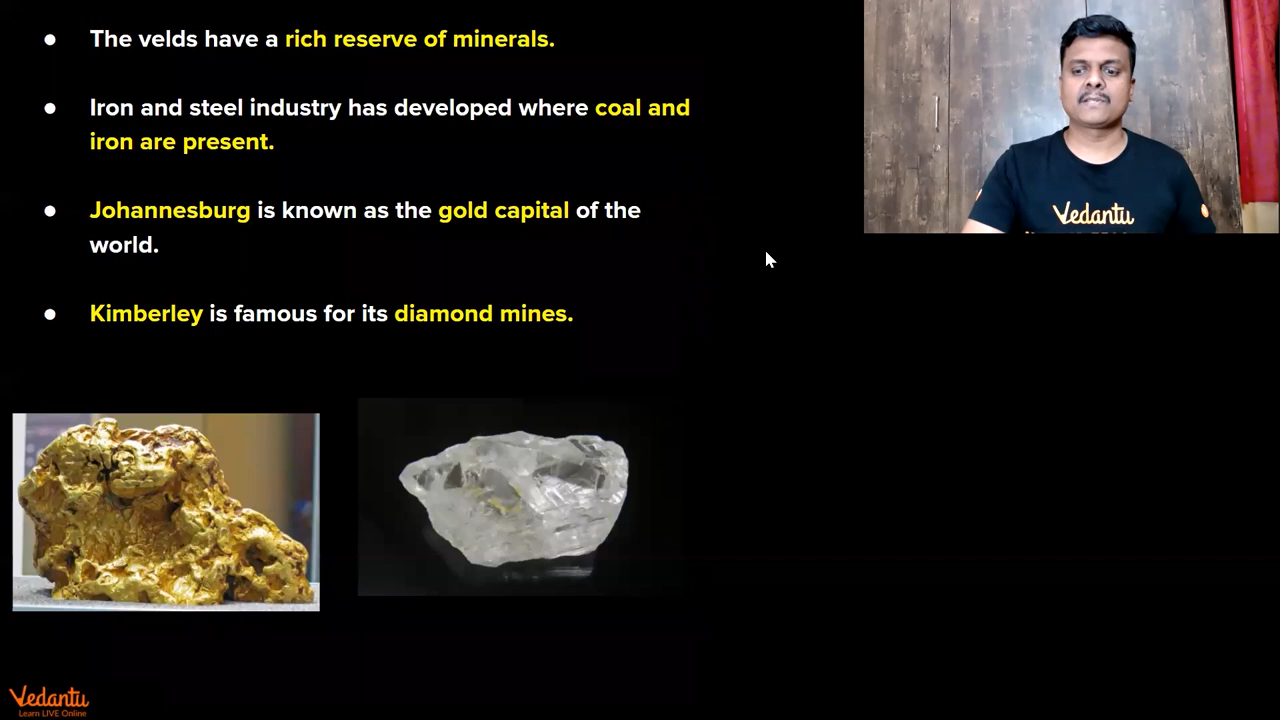 ● The velds have a rich reserve of minerals.
● Iron and steel industry has developed where coal and
iron are present.
● Johannesburg is known as the gold capital of the
world.
● Kimberley is famous for its diamond mines.
Vedantu
Vedantu
Learn LIVE Online